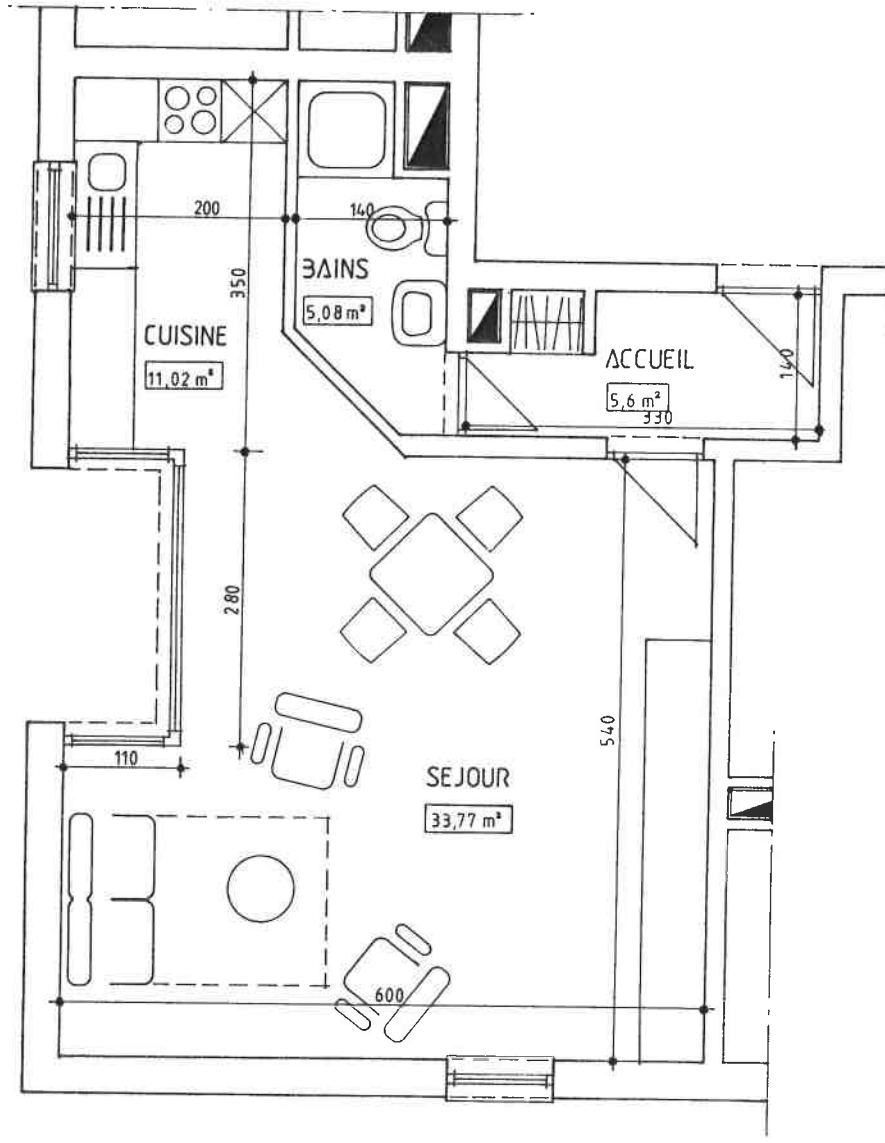 200
140
350
BAINS
5,08 m²
CUISINE
11,02 m²
ACCUEIL
5,6 m²
140
330
280
110
540
SEJOUR
33,77 m²
600